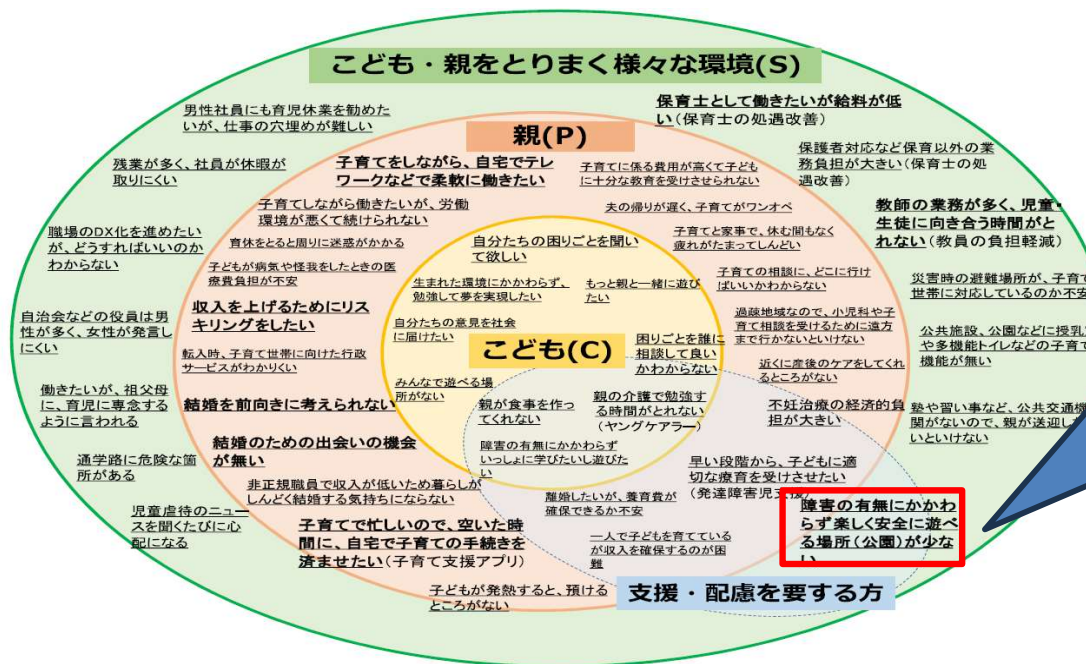 こども・親をとりまく様々な環境(S)
男性社員にも育児休業を勧めた
いが、仕事の穴埋めが難しい
残業が多く、社員が休暇が
取りにくい
職場のDX化を進めたい
が、どうすればいいのか
わからない
自治会などの役員は男
性が多く、女性が発言し
にくい
働きたいが、祖父母
に、育児に専念する
ように言われる
通学路に危険な箇
所がある
児童虐待のニュー
スを聞くたびに心
配になる
保育士として働きたいが給料が低
い(保育士の処遇改善)
保護者対応など保育以外の業
務負担が大きい(保育士の処
遇改善)
教師の業務が多く、児童・
生徒に向き合う時間がと
れない(教員の負担軽減)
災害時の避難場所が、子育て
世帯に対応しているのか不安
公共施設、公園などに授乳
や多機能トイレなどの子育て
機能が無い
塾や習い事など、公共交通機
関がないので、親が送迎しな
いといけない
障害の有無にかかわ
らず楽しく安全に遊べ
る場所(公園)が少な
い
親(P)
子育てをしながら、自宅でテレ
ワークなどで柔軟に働きたい
子育てに係る費用が高くて子ども
に十分な教育を受けさせられない
子育てしながら働きたいが、労働
環境が悪くて続けられない
夫の帰りが遅く、子育てがワンオペ
育休をとると周りに迷惑がかかる
子育てと家事で、休む間もなく
疲れがたまってしんどい
子どもが病気や怪我をしたときの医
療費負担が不安
子育ての相談に、どこに行け
ばいいかわからない
収入を上げるためにリス
キリングをしたい
過疎地域なので、小児科や子
育て相談を受けるために遠方
まで行かないといけない
転入時、子育て世帯に向けた行政
サービスがわかりくい
近くに産後のケアをしてくれ
るところがない
結婚を前向きに考えられない
不妊治療の経済的負
担が大きい
結婚のための出会いの機会
が無い
早い段階から、子どもに適
切な療育を受けさせたい
(発達障害児支援)
非正規職員で収入が低いため暮らしが
しんどく結婚する気持ちにならない
離婚したいが、養育費が
確保できるか不安
子育てで忙しいので、空いた時
間に、自宅で子育ての手続きを
済ませたい(子育て支援アプリ)
一人で子どもを育てている
が収入を確保するのが困
難
子どもが発熱すると、預ける
ところがない
自分たちの困りごとを聞い
て欲しい
生まれた環境にかかわらず、
勉強して夢を実現したい
もっと親と一緒に遊び
たい
自分たちの意見を社会
に届けたい
こども(C)
困りごとを誰に
相談して良い
かわからない
みんなで遊べる場
所がない
親が食事を作っ
てくれない
親の介護で勉強す
る時間がとれない
(ヤングケアラー)
障害の有無にかかわらず
いっしょに学びたいし遊びた
い
支援・配慮を要する方